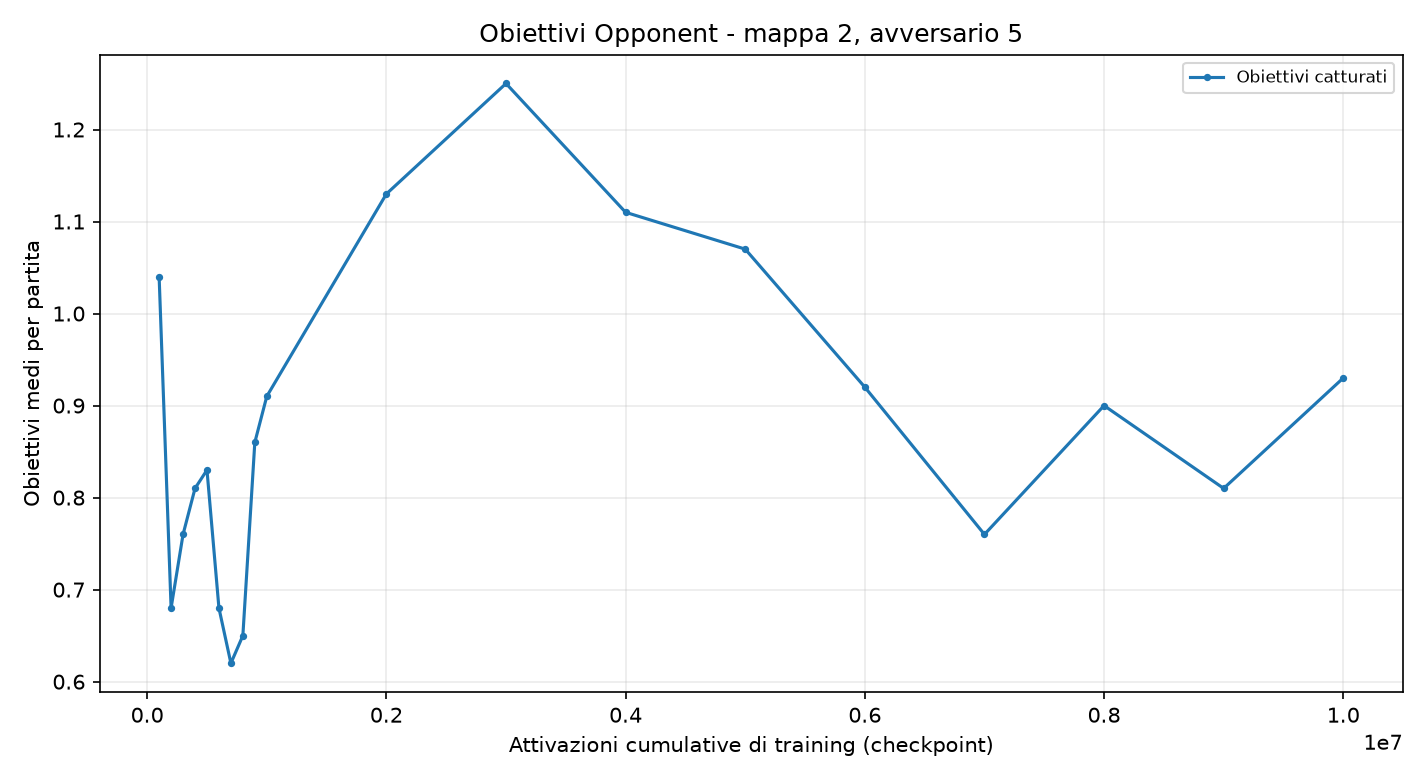 Obiettivi Opponent - mappa 2, avversario 5
Obiettivi catturati
Obiettivi medi per partita
1.2
1.1
1.0
0.9
0.8
0.7
0.6
0.0 0.2 0.4 0.6 0.8 1.0
1e7
Attivazioni cumulative di training (checkpoint)